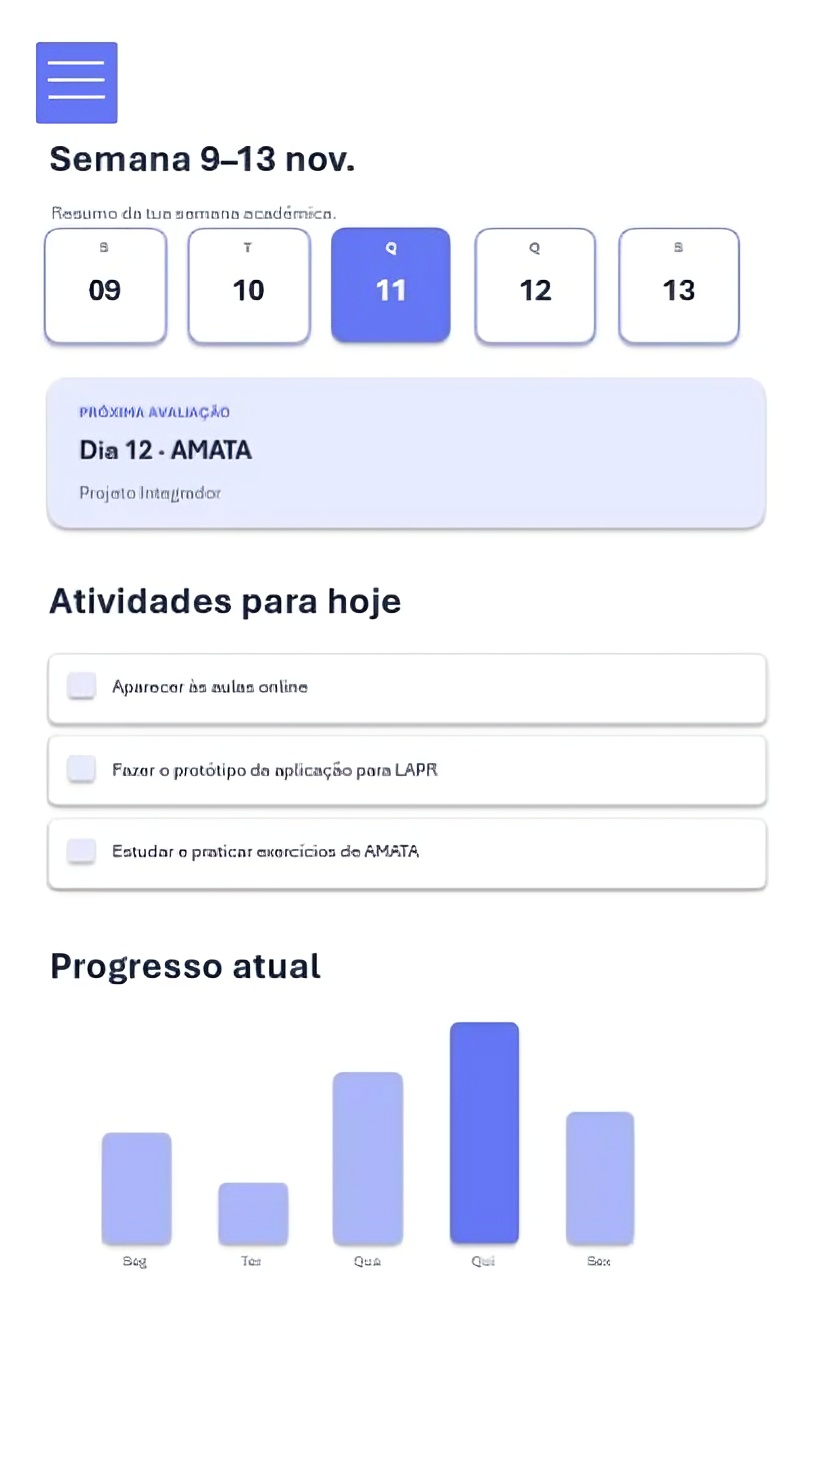 Semana 9–13 nov.
Resumo da tua semana académica.
S T Q Q S
09 10 11 12 13
PRÓXIMA AVALIAÇÃO
Dia 12 · AMATA
Projeto Integrador
Atividades para hoje
Aparecer às aulas online
Fazer o protótipo da aplicação para LAPR
Estudar e praticar exercícios de AMATA
Progresso atual
Seg Ter Qua Qui Sex